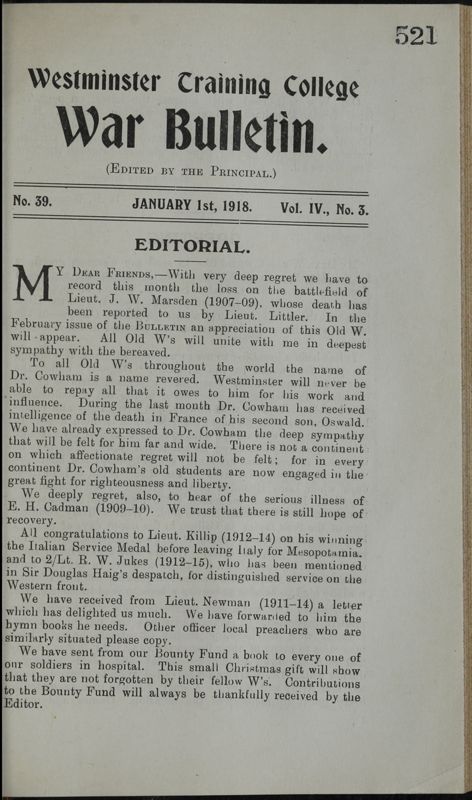 521
Westminster Training College
War Bulletin.
(Edited by the Principal.)
No. 39.  JANUARY 1st, 1918.  Vol. IV., No. 3.
EDITORIAL.
My Dear Friends,—With very deep regret we have to
record this month the loss on the battlefield of
Lieut. J. W. Marsden (1907-09), whose death has
been reported to us by Lieut. Littler. In the
February issue of the Bulletin an appreciation of this Old W.
will appear. All Old W's will unite with me in deepest
sympathy with the bereaved.
To all Old W's throughout the world the name of
Dr. Cowham is a name revered. Westminster will never be
able to repay all that it owes to him for his work and
influence. During the last month Dr. Cowham has received
intelligence of the death in France of his second son, Oswald.
We have already expressed to Dr. Cowham the deep sympathy
that will be felt for him far and wide. There is not a continent
on which affectionate regret will not be felt; for in every
continent Dr. Cowham's old students are now engaged in the
great fight for righteousness and liberty.
We deeply regret, also, to hear of the serious illness of
E. H. Cadman (1909-10). We trust that there is still hope of
recovery.
All congratulations to Lieut. Killip (1912-14) on his winning
the Italian Service Medal before leaving Italy for Mesopotamia.
and to 2/Lt. R. W. Jukes (1912-15), who has been mentioned
in Sir Douglas Haig's despatch, for distinguished service on the
Western front.
We have received from Lieut. Newman (1911-14) a letter
which has delighted us much. We have forwarded to him the
hymn books he needs. Other officer local preachers who are
similarly situated please copy.
We have sent from our Bounty Fund a book to every one of
our soldiers in hospital. This small Christmas gift will show
that they are not forgotten by their fellow W's. Contributions
to the Bounty Fund will always be thankfully received by the
Editor.